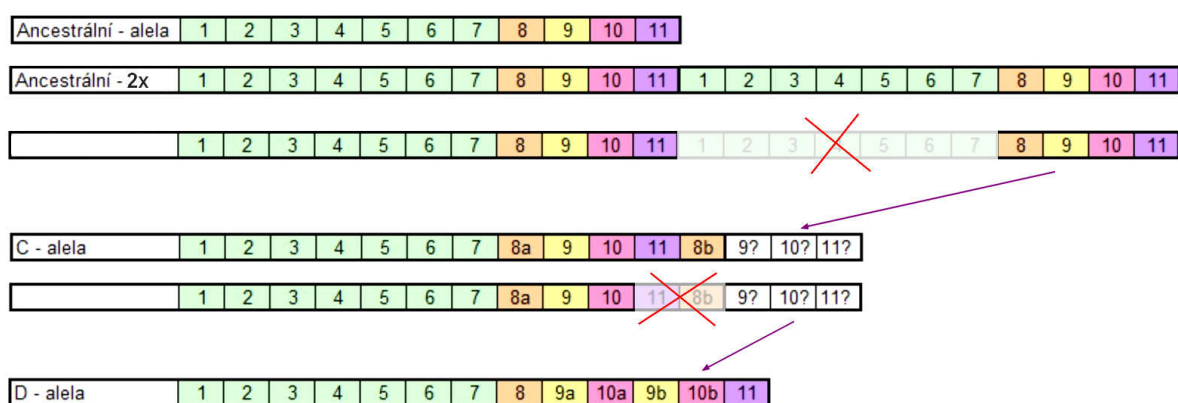 Ancestrální - alela 1 2 3 4 5 6 7 8 9 10 11
Ancestrální - 2x 1 2 3 4 5 6 7 8 9 10 11 1 2 3 4 5 6 7 8 9 10 11
1 2 3 4 5 6 7 8 9 10 11 1 2 3 4 5 6 7 8 9 10 11
C - alela 1 2 3 4 5 6 7 8a 9 10 11 8b 9? 10? 11?
1 2 3 4 5 6 7 8a 9 10 11 8b 9? 10? 11?
D - alela 1 2 3 4 5 6 7 8 9a 10a 9b 10b 11